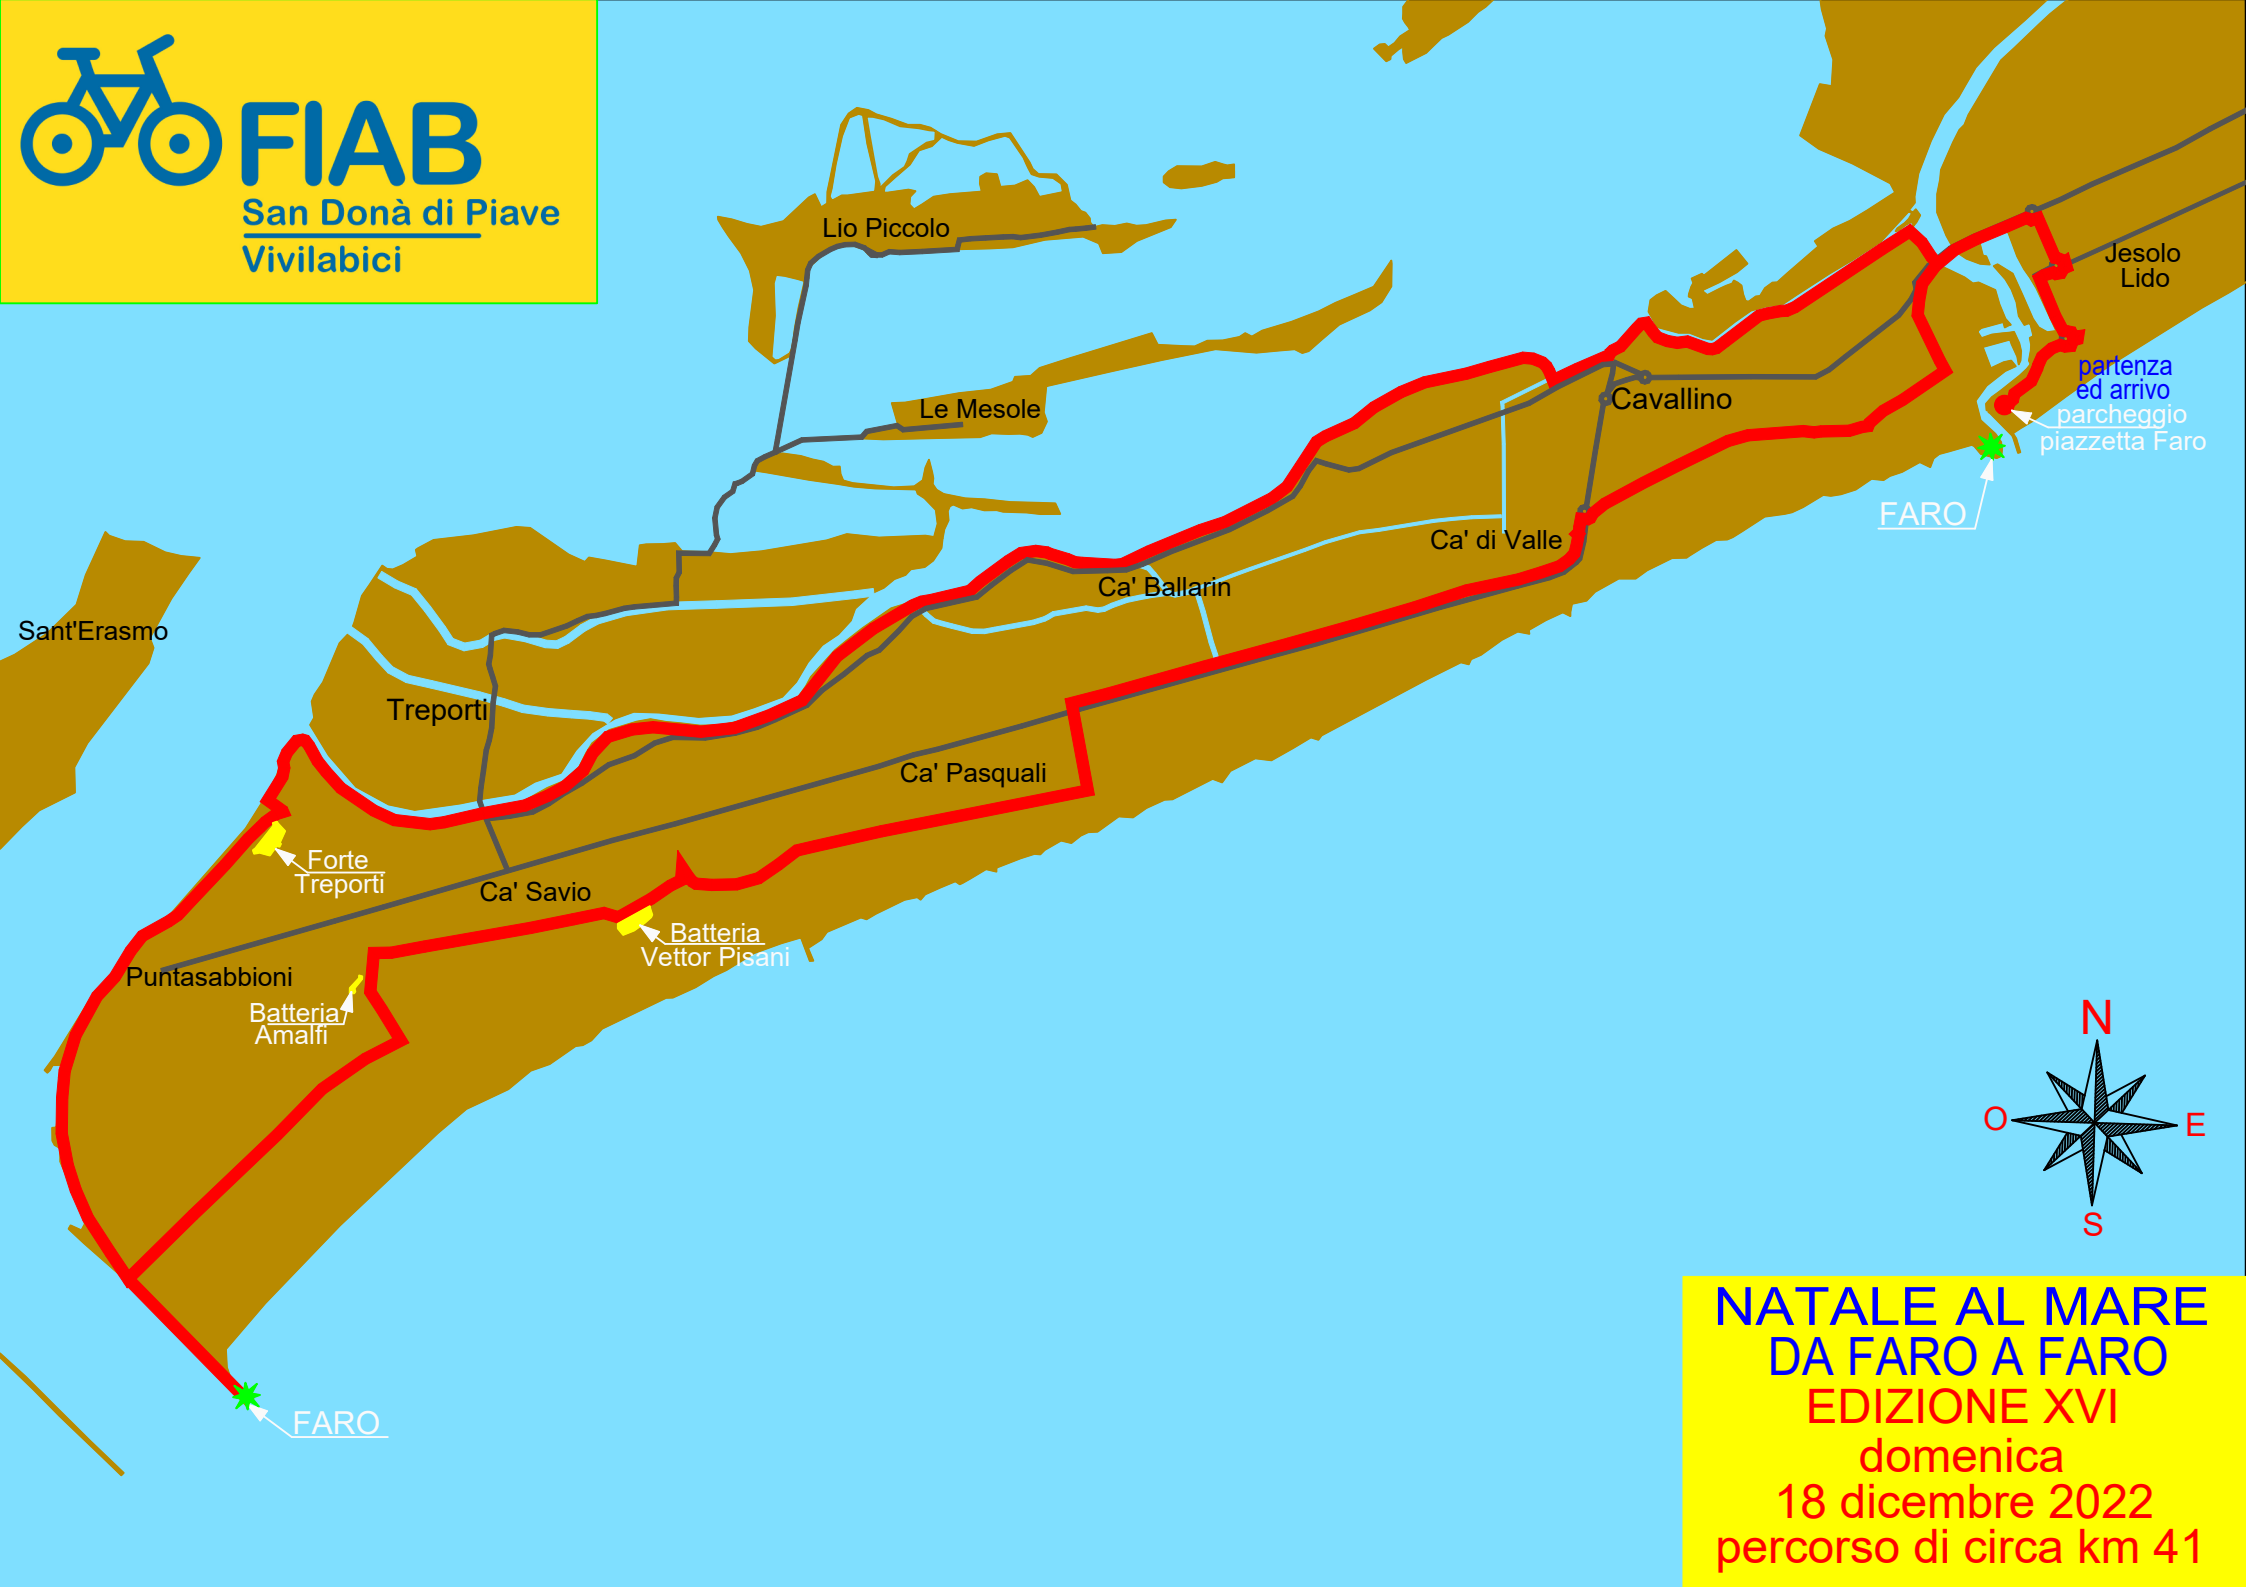 FIAB
San Donà di Piave
Vivilabici
Lio Piccolo
Jesolo
Lido
partenza
ed arrivo
parcheggio
piazzetta Faro
Le Mesole
Cavallino
FARO
Ca' di Valle
Ca' Ballarin
Sant'Erasmo
Treporti
Ca' Pasquali
Forte
Treporti
Ca' Savio
Batteria
Vettor Pisani
Puntasabbioni
Batteria
Amalfi
N
O
E
S
FARO
NATALE AL MARE
DA FARO A FARO
EDIZIONE XVI
domenica
18 dicembre 2022
percorso di circa km 41